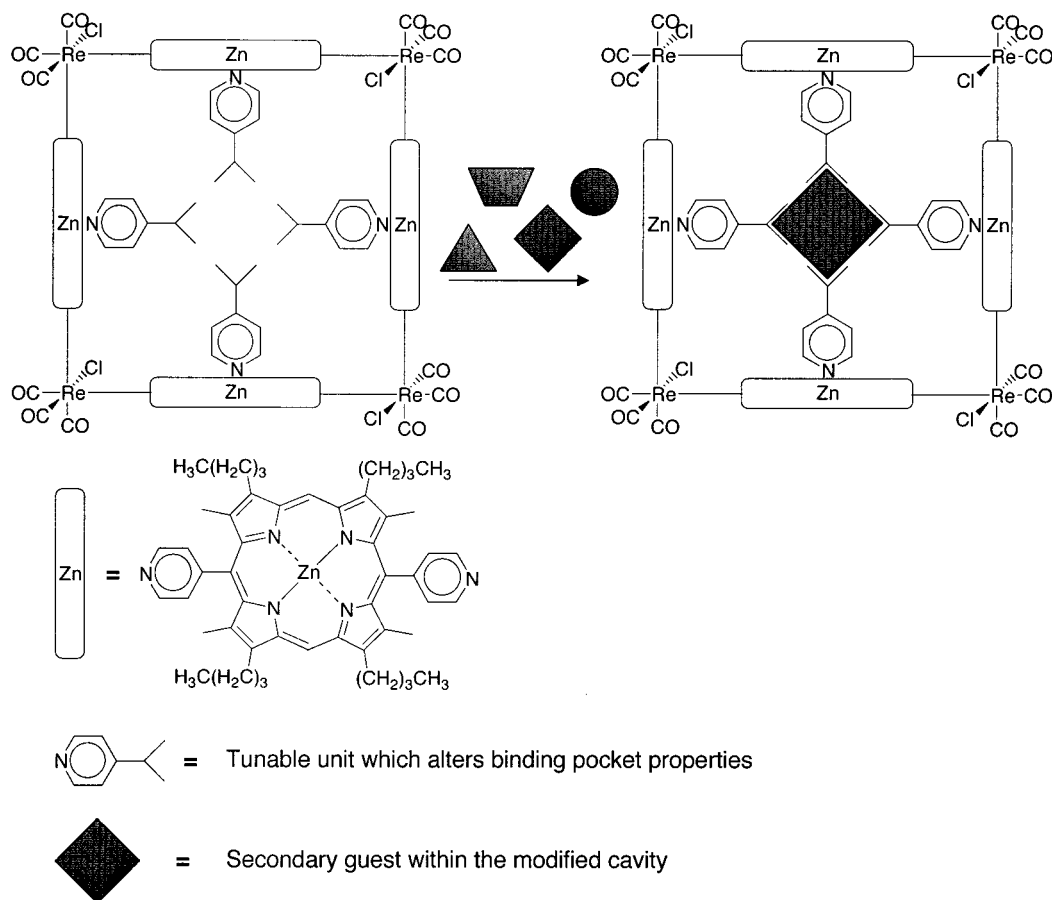 CO
Cl
OC
Re
OC
Zn
CO
CO
Re
CO
Cl
N
Zn
N
N
Zn
N
CO
Cl
OC
Re
OC
CO
Zn
CO
Re
CO
Cl
CO
CO
Cl
OC
Re
OC
Zn
CO
CO
Re
CO
Cl
N
Zn
N
N
Zn
N
Cl
OC
Re
OC
CO
Zn
CO
Re
CO
Cl
CO
H3C(H2C)3
(CH2)3CH3
Zn
=
N
N
N
Zn
N
N
N
H3C(H2C)3
(CH2)3CH3
N
= Tunable unit which alters binding pocket properties
= Secondary guest within the modified cavity